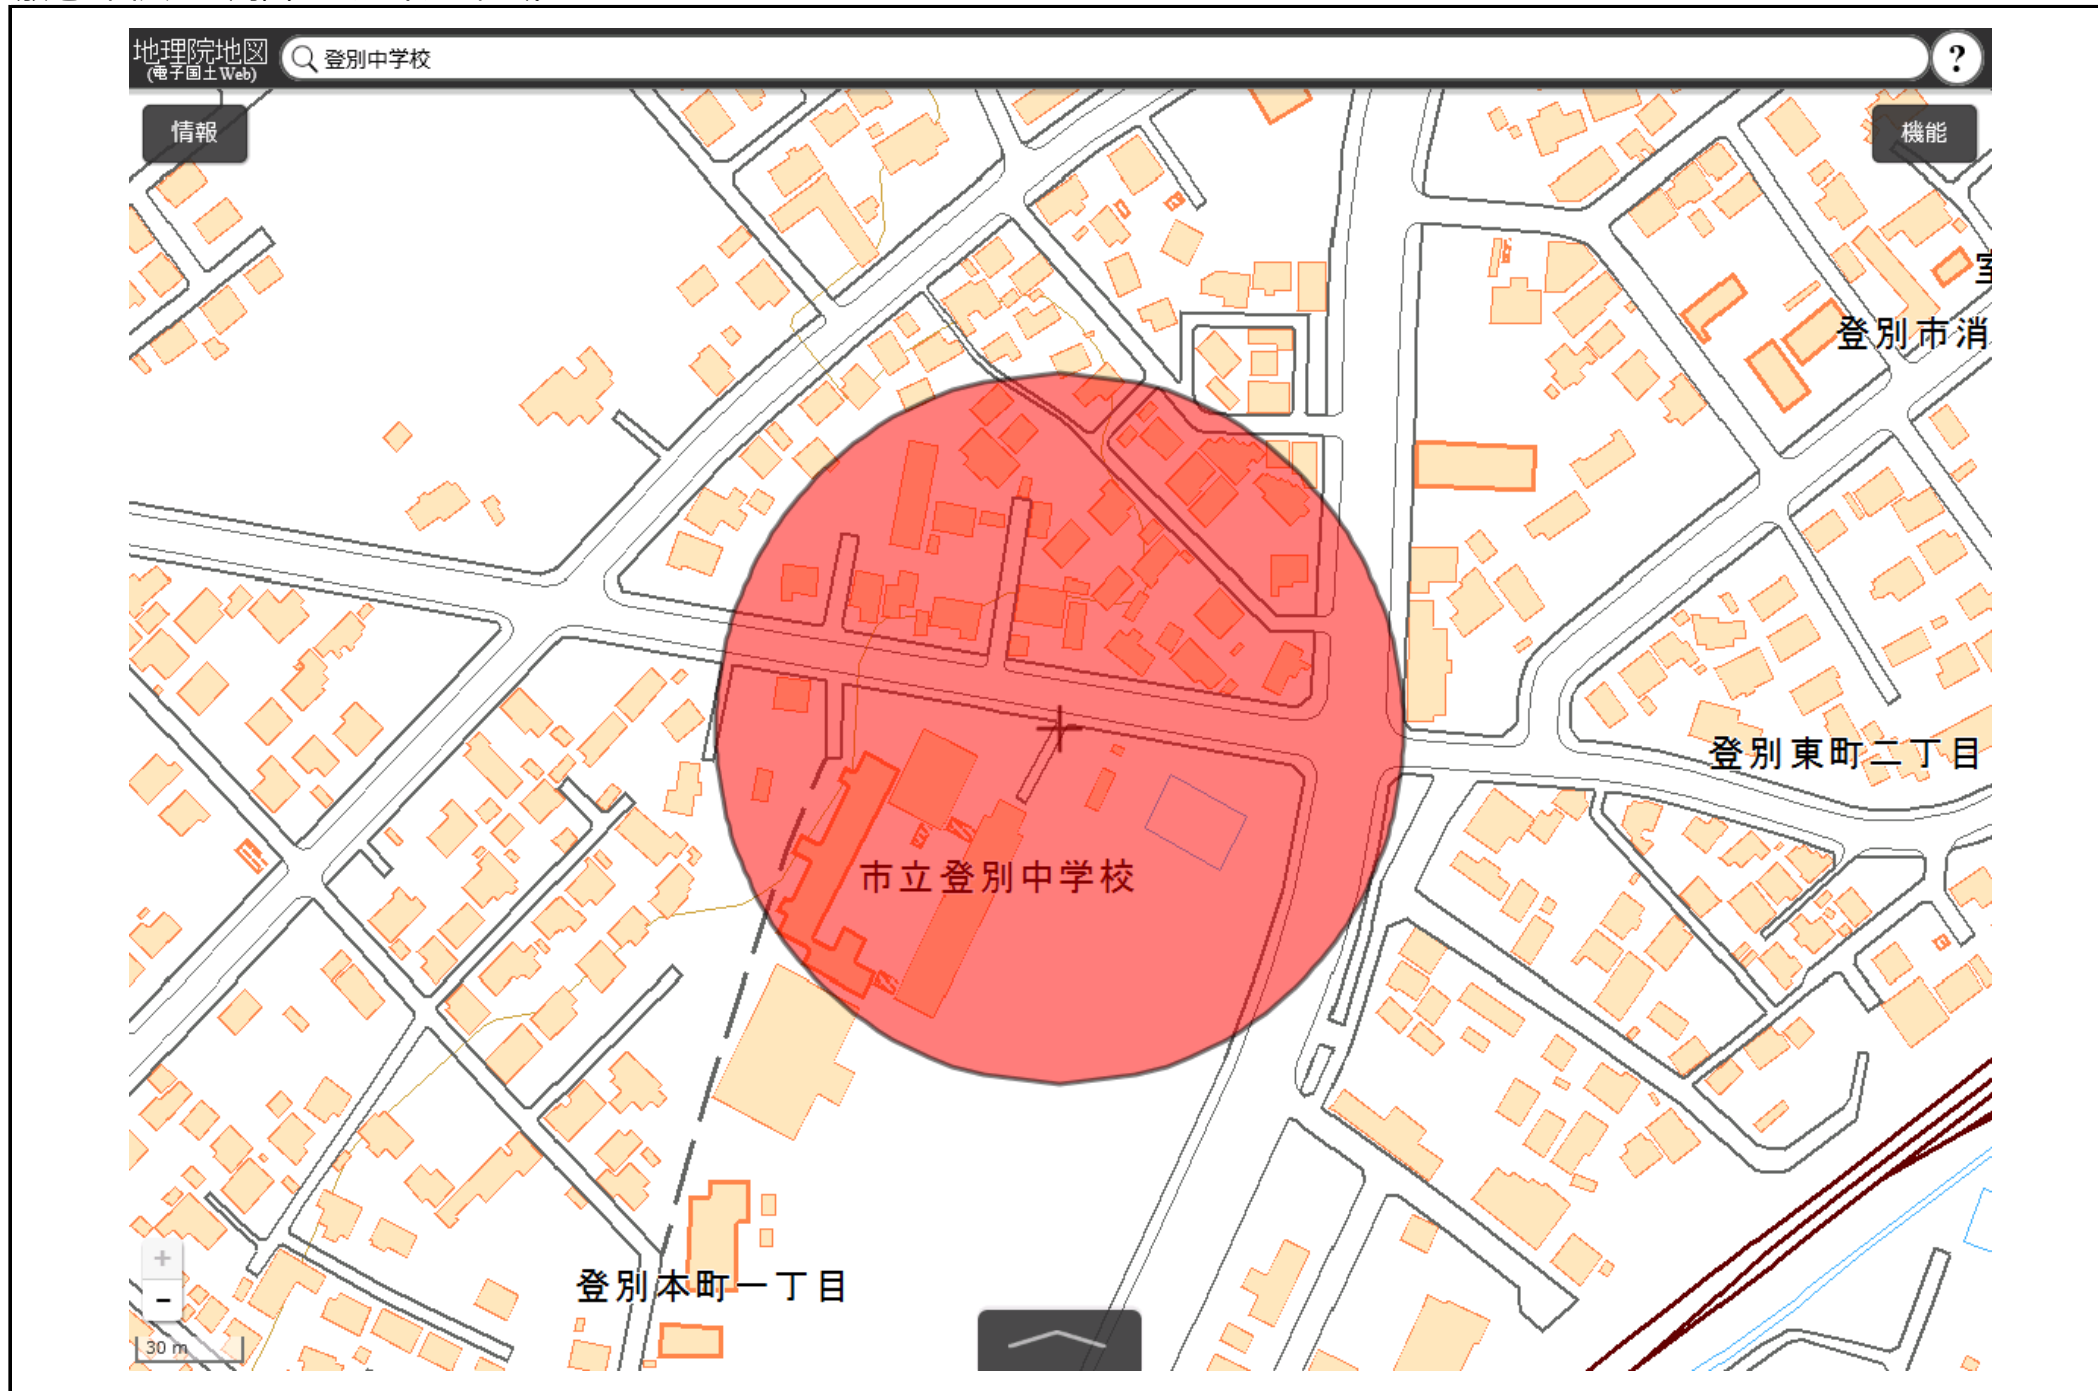 地理院地図
(電子国土Web)
登別中学校
?
情報
機能
室
登別市消
登別東町二丁目
市立登別中学校
登別本町一丁目
+
−
30 m